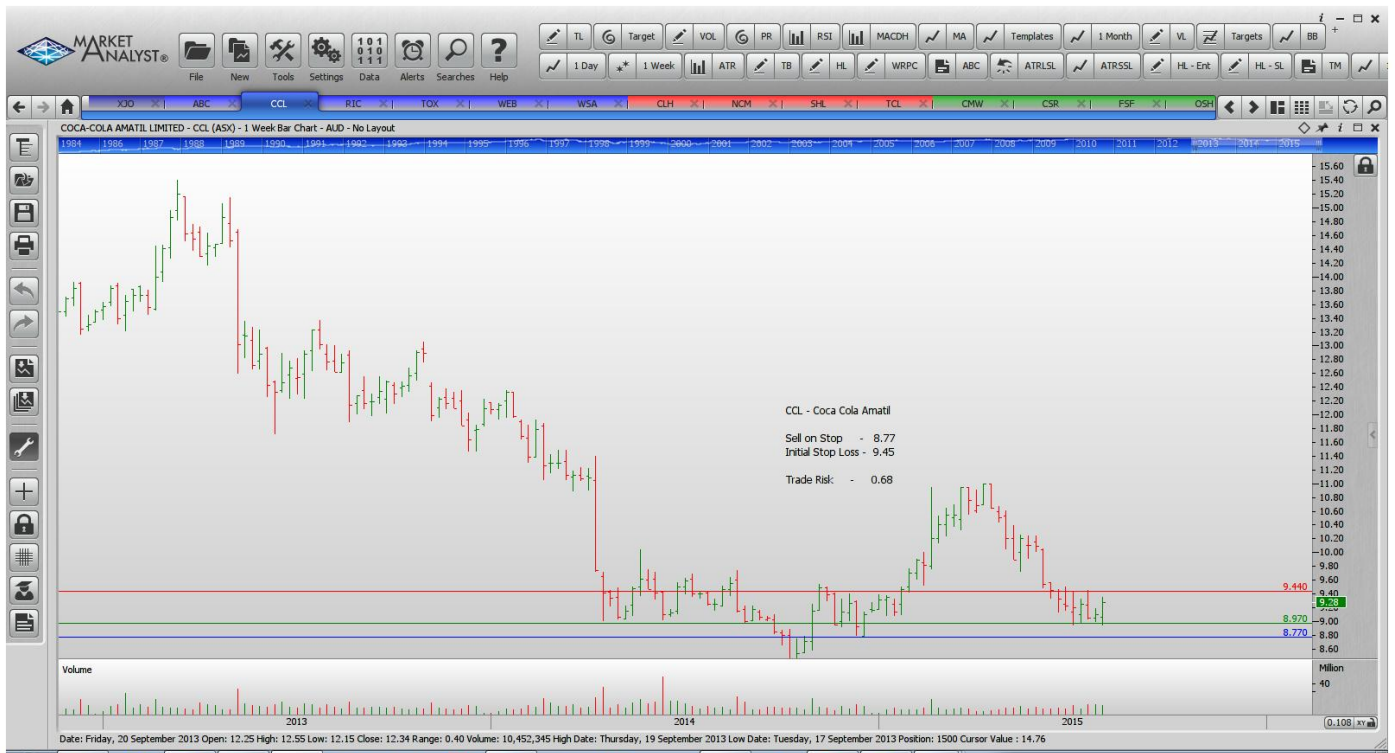 i
MARKET
ANALYST®
File New Tools Settings Data Alerts Searches Help
TL Target VOL PR RSI MACDH MA Templates 1 Month VL Targets BB
1 Day 1 Week ATR TB HL WRPC ABC ATRLSL ATRSSL HL - Ent HL - SL TM
XJO ABC CCL RIC TOX WEB WSA CLH NCM SHL TCL CMW CSR FSF OSH
COCA-COLA AMATIL LIMITED - CCL (ASX) - 1 Week Bar Chart - AUD - No Layout
1984 1986 1987 1988 1989 1990 1991 1992 1993 1994 1995 1996 1997 1998 1999 2000 2001 2002 2003 2004 2005 2006 2007 2008 2009 2010 2011 2012 2013 2014 2015
15.60
15.40
15.20
15.00
14.80
14.60
14.40
14.20
14.00
13.80
13.60
13.40
13.20
13.00
12.80
12.60
12.40
12.20
12.00
11.80
11.60
11.40
11.20
11.00
10.80
10.60
10.40
10.20
10.00
9.80
9.60
9.40
9.28
9.00
8.80
8.60
CCL - Coca Cola Amatil
Sell on Stop - 8.77
Initial Stop Loss - 9.45
Trade Risk - 0.68
9.440
8.970
8.770
Volume
Million
40
2013 2014 2015
0.108 XY
Date: Friday, 20 September 2013 Open: 12.25 High: 12.55 Low: 12.15 Close: 12.34 Range: 0.40 Volume: 10,452,345 High Date: Thursday, 19 September 2013 Low Date: Tuesday, 17 September 2013 Position: 1500 Cursor Value : 14.76